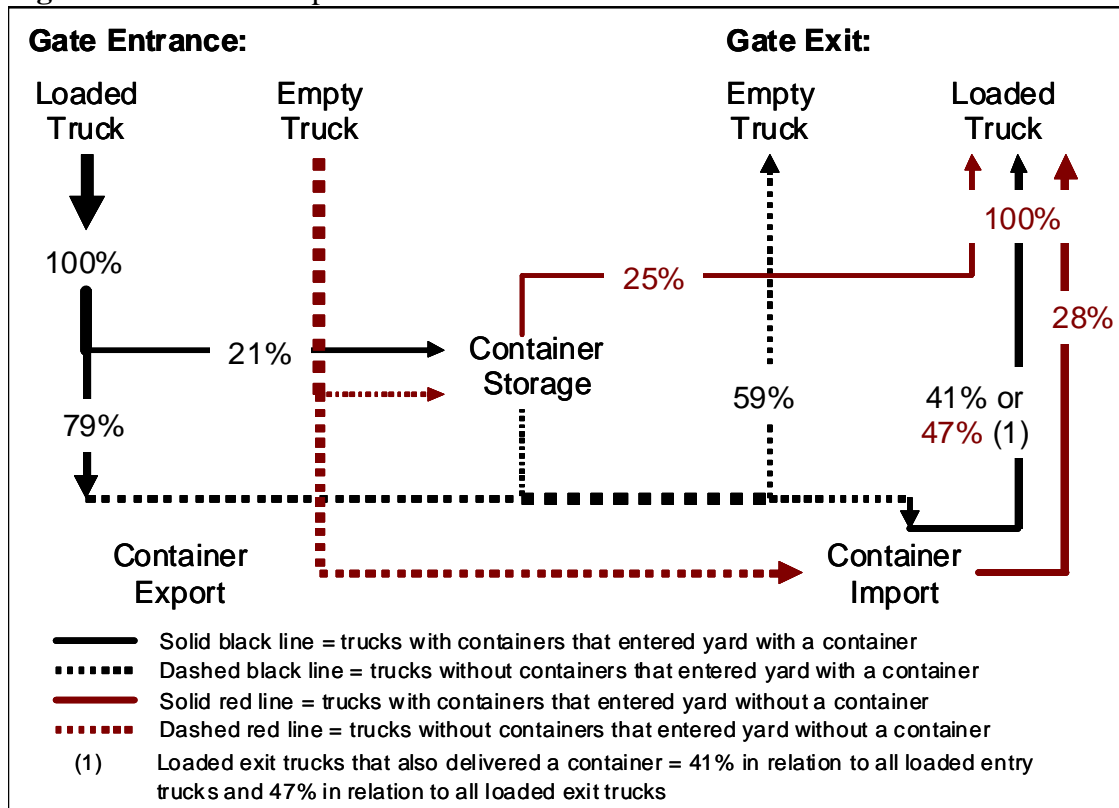 Gate Entrance:
Gate Exit:
Loaded
Truck
Empty
Truck
Empty
Truck
Loaded
Truck
100%
100%
25%
28%
21%
Container
Storage
79%
59%
41% or
47% (1)
Container
Export
Container
Import
Solid black line = trucks with containers that entered yard with a container
Dashed black line = trucks without containers that entered yard with a container
Solid red line = trucks with containers that entered yard without a container
Dashed red line = trucks without containers that entered yard without a container
(1) Loaded exit trucks that also delivered a container = 41% in relation to all loaded entry
trucks and 47% in relation to all loaded exit trucks